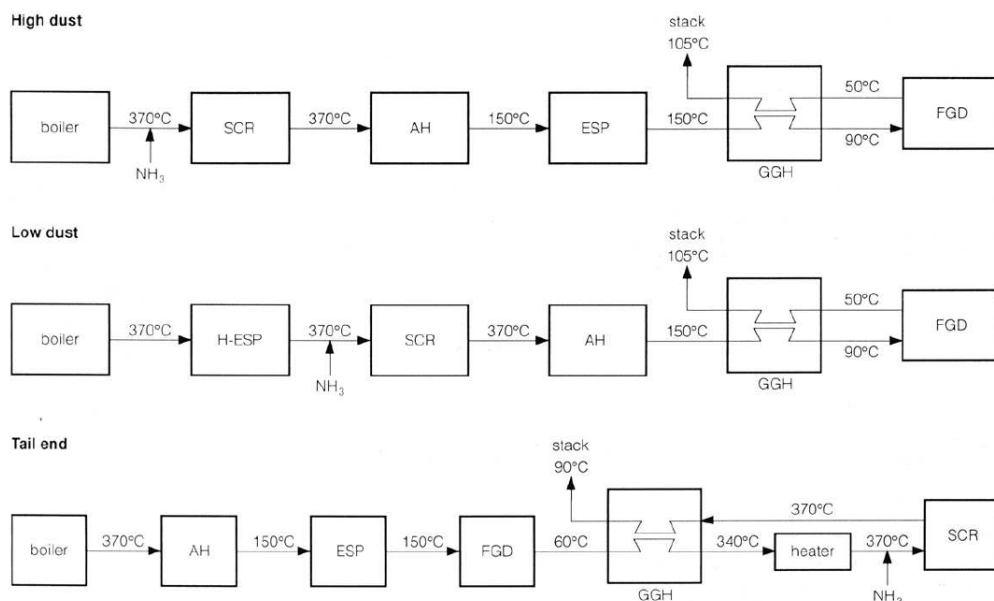 High dust
stack
105°C
boiler
370°C
NH₃
SCR
370°C
AH
150°C
ESP
150°C
GGH
50°C
90°C
FGD
Low dust
stack
105°C
boiler
370°C
H-ESP
370°C
NH₃
SCR
370°C
AH
150°C
GGH
50°C
90°C
FGD
Tail end
stack
90°C
boiler
370°C
AH
150°C
ESP
150°C
FGD
60°C
GGH
370°C
340°C
heater
370°C
NH₃
SCR